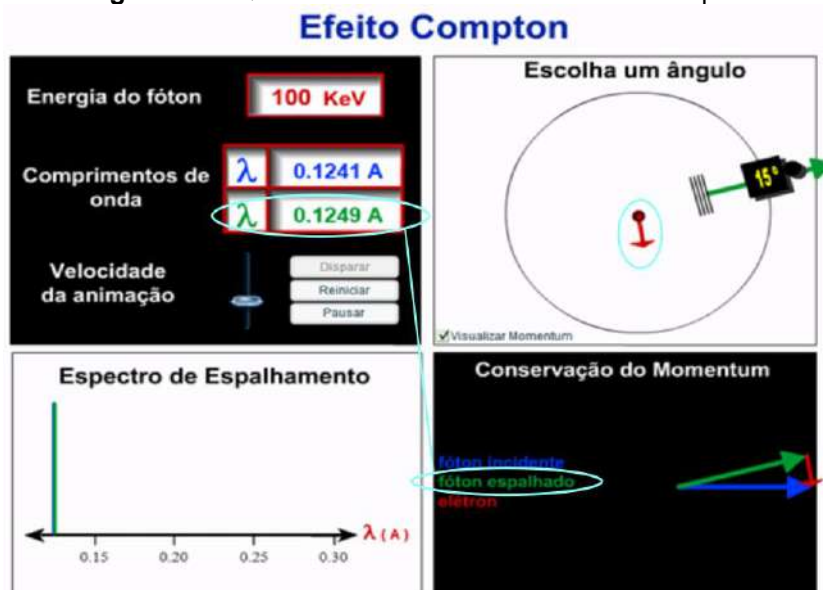 Efeito Compton
Energia do fóton
100 KeV
Comprimentos de
onda
λ 0.1241 A
λ 0.1249 A
Velocidade
da animação
Disparar
Reiniciar
Pausar
Escolha um ângulo
15º
Visualizar Momentum
Espectro de Espalhamento
λ (A)
0.15 0.20 0.25 0.30
Conservação do Momentum
fóton incidente
fóton espalhado
elétron